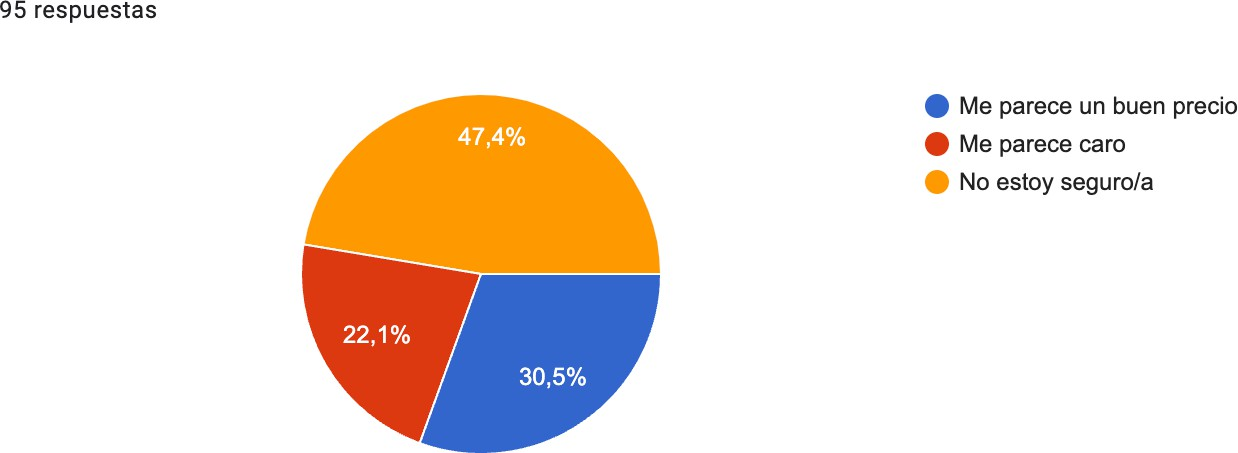 95 respuestas
47,4%
22,1%
30,5%
Me parece un buen precio
Me parece caro
No estoy seguro/a